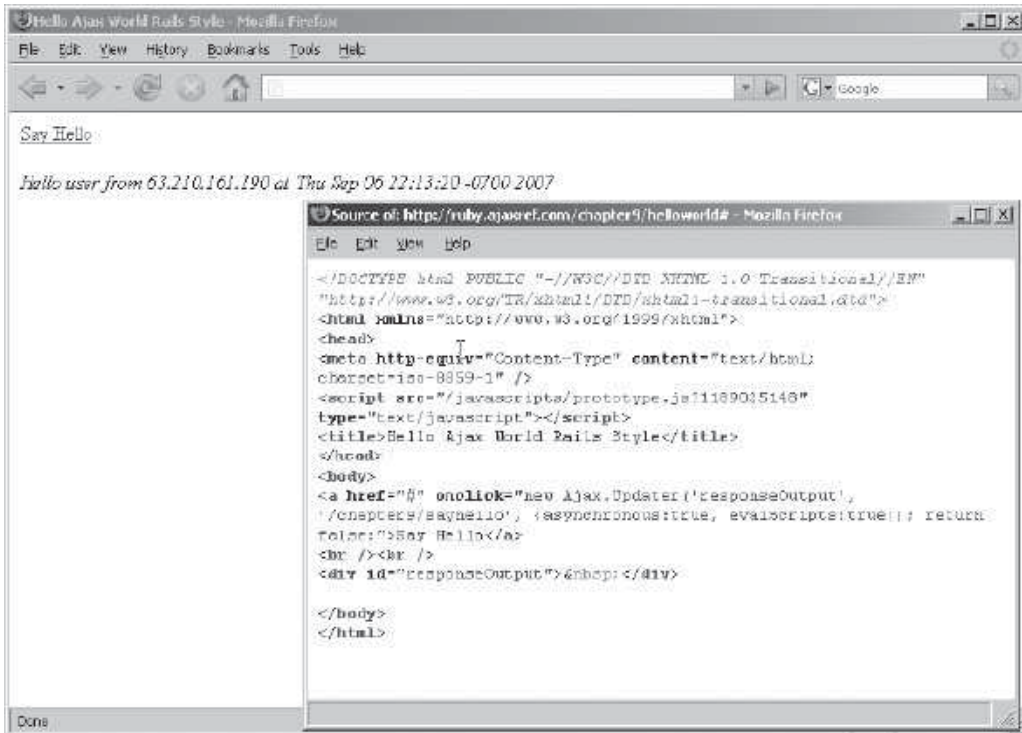 Hello Ajax World Rails Style - Mozilla Firefox
File Edit View History Bookmarks Tools Help
Google
Say Hello
Hello user from 63.210.161.190 at Thu Sep 06 22:13:20 -0700 2007
Source of: http://ruby.ajaxref.com/chapter9/helloworld# - Mozilla Firefox
File Edit View Help
<!DOCTYPE html PUBLIC "-//W3C//DTD XHTML 1.0 Transitional//EN"
"http://www.w3.org/TR/xhtml1/DTD/xhtml1-transitional.dtd">
<html xmlns="http://www.w3.org/1999/xhtml">
<head>
<meta http-equiv="Content-Type" content="text/html;
charset=iso-8859-1" />
<script src="/javascripts/prototype.js?1189025148"
type="text/javascript"></script>
<title>Hello Ajax World Rails Style</title>
</head>
<body>
<a href="#" onclick="new Ajax.Updater('responseOutput',
'/chapter9/sayhello', {asynchronous:true, evalScripts:true}); return
false;">Say Hello</a>
<br /><br />
<div id="responseOutput">&nbsp;</div>
</body>
</html>
Done